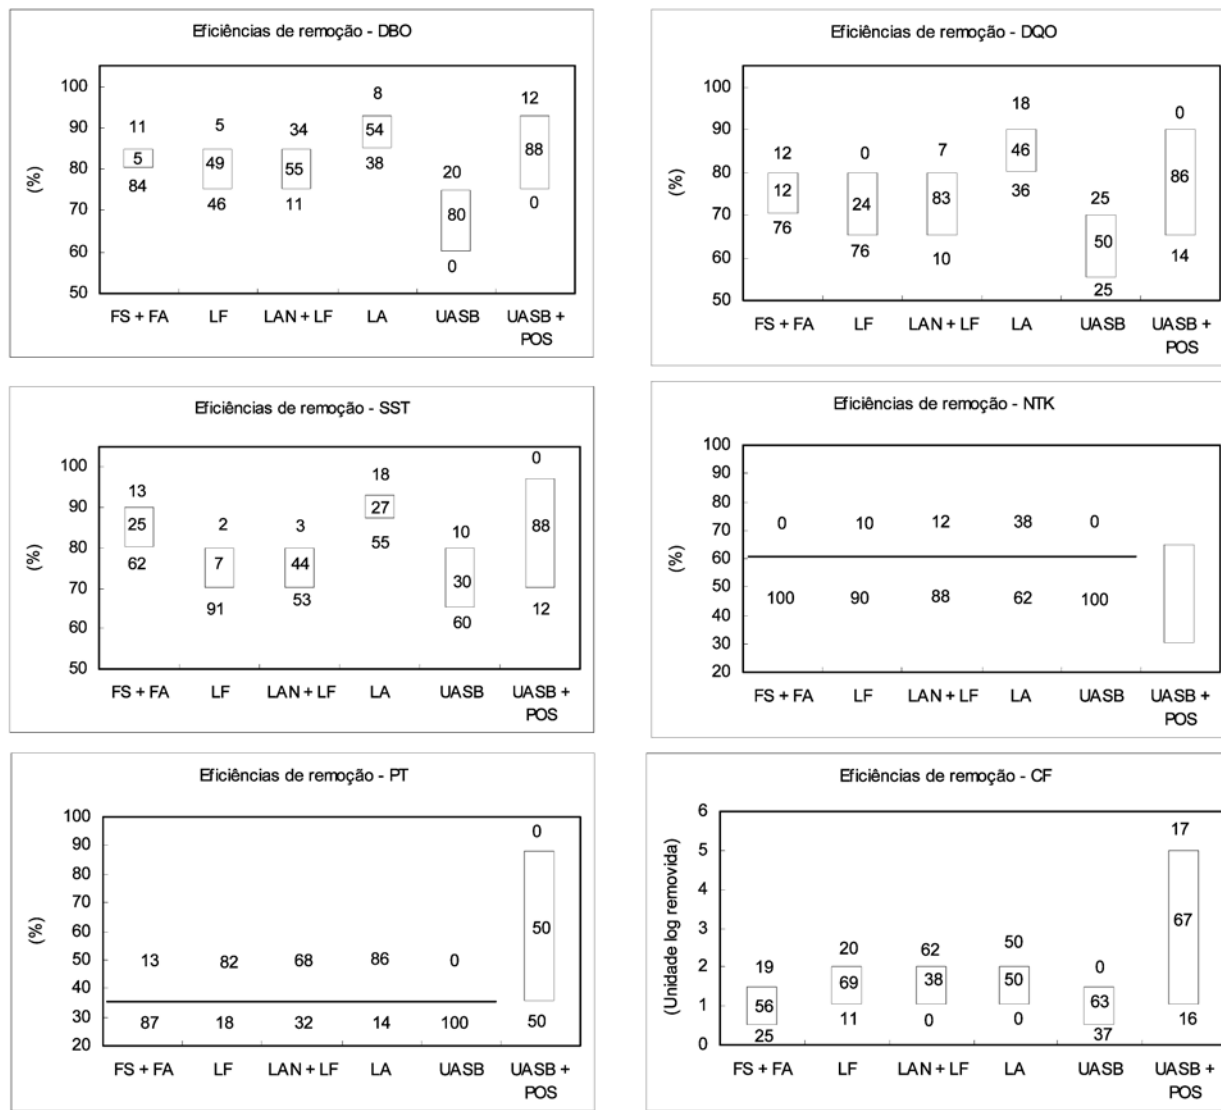 Eficiências de remoção - DBO
(%)
100
90
80
70
60
50
11 5 34 8 20 12
5 49 55 54 80 88
84 46 11 38 0 0
FS + FA LF LAN + LF LA UASB UASB +
POS
Eficiências de remoção - DQO
(%)
100
90
80
70
60
50
12 0 7 18 25 0
12 24 83 46 50 86
76 76 10 36 25 14
FS + FA LF LAN + LF LA UASB UASB +
POS
Eficiências de remoção - SST
(%)
100
90
80
70
60
50
13 2 3 18 10 0
25 7 44 27 30 88
62 91 53 55 60 12
FS + FA LF LAN + LF LA UASB UASB +
POS
Eficiências de remoção - NTK
(%)
100
90
80
70
60
50
40
30
20
0 10 12 38 0
100 90 88 62 100
FS + FA LF LAN + LF LA UASB UASB +
POS
Eficiências de remoção - PT
(%)
100
90
80
70
60
50
40
30
20
13 82 68 86 0 0
50
87 18 32 14 100 50
FS + FA LF LAN + LF LA UASB UASB +
POS
Eficiências de remoção - CF
(Unidade log removida)
6
5
4
3
2
1
0
19 20 62 50 0 17
56 69 38 50 63 67
25 11 0 0 37 16
FS + FA LF LAN + LF LA UASB UASB +
POS